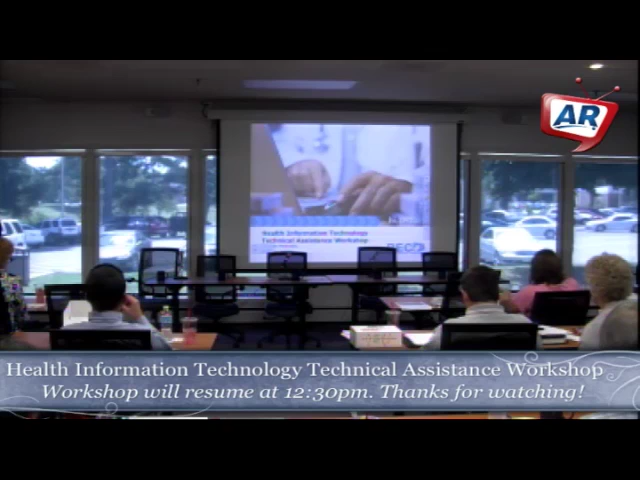 AR
Health Information Technology
Technical Assistance Workshop
Health Information Technology Technical Assistance Workshop
Workshop will resume at 12:30pm. Thanks for watching!